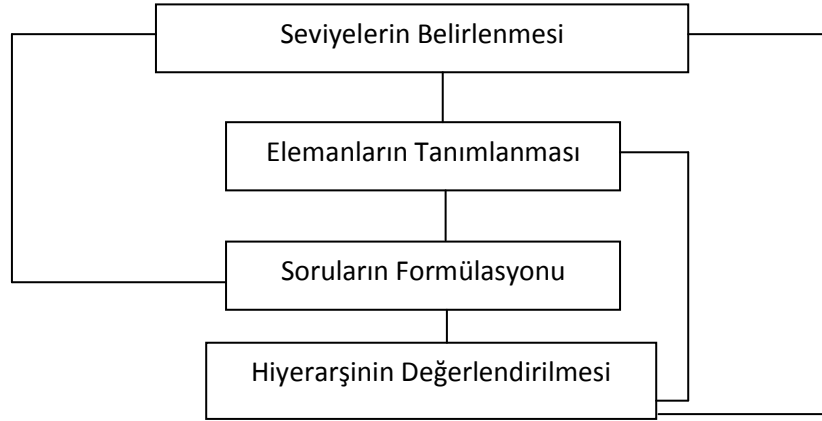 Seviyelerin Belirlenmesi
Elemanların Tanımlanması
Soruların Formülasyonu
Hiyerarşinin Değerlendirilmesi